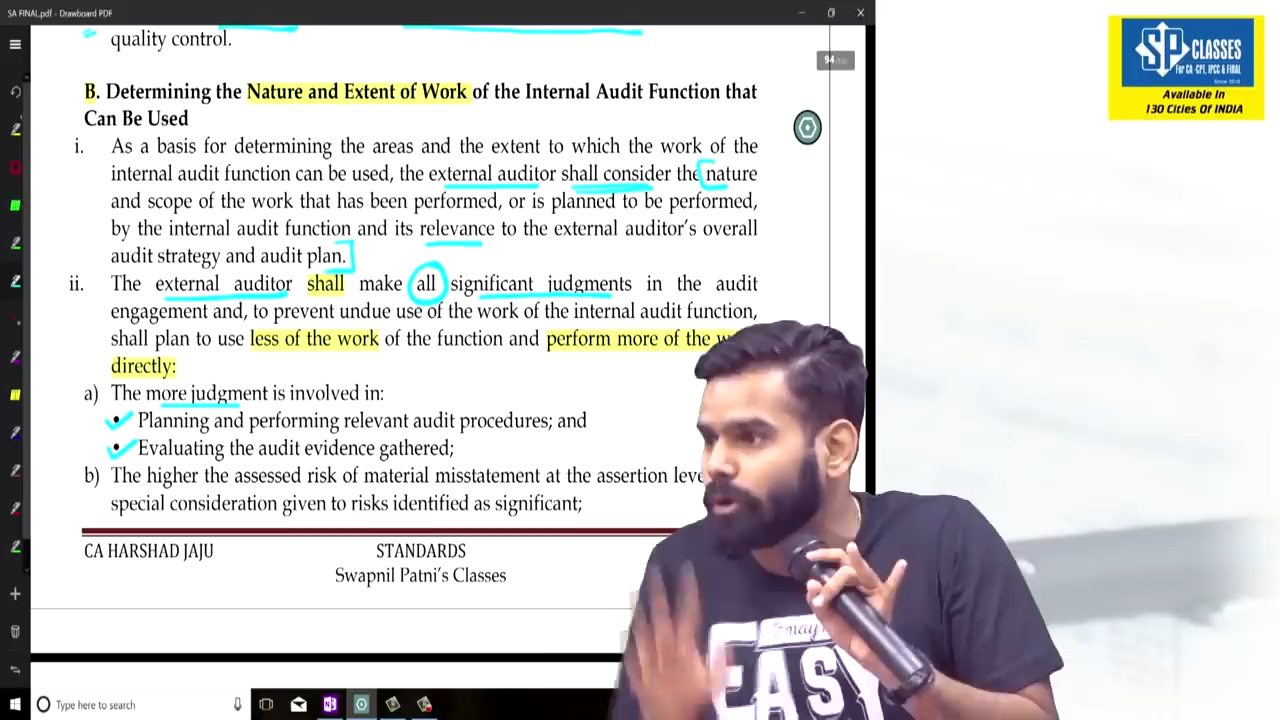 SA FINAL.pdf - Drawboard PDF
SP CLASSES
For CA -CPT, IPCC & FINAL
Since 2010
Available In
130 Cities Of INDIA
94
quality control.
B. Determining the Nature and Extent of Work of the Internal Audit Function that
Can Be Used
i. As a basis for determining the areas and the extent to which the work of the
internal audit function can be used, the external auditor shall consider the nature
and scope of the work that has been performed, or is planned to be performed,
by the internal audit function and its relevance to the external auditor's overall
audit strategy and audit plan.
ii. The external auditor shall make all significant judgments in the audit
engagement and, to prevent undue use of the work of the internal audit function,
shall plan to use less of the work of the function and perform more of the
directly:
a) The more judgment is involved in:
• Planning and performing relevant audit procedures; and
• Evaluating the audit evidence gathered;
b) The higher the assessed risk of material misstatement at the assertion
special consideration given to risks identified as significant;
CA HARSHAD JAJU STANDARDS
Swapnil Patni's Classes
may
EASY
Type here to search